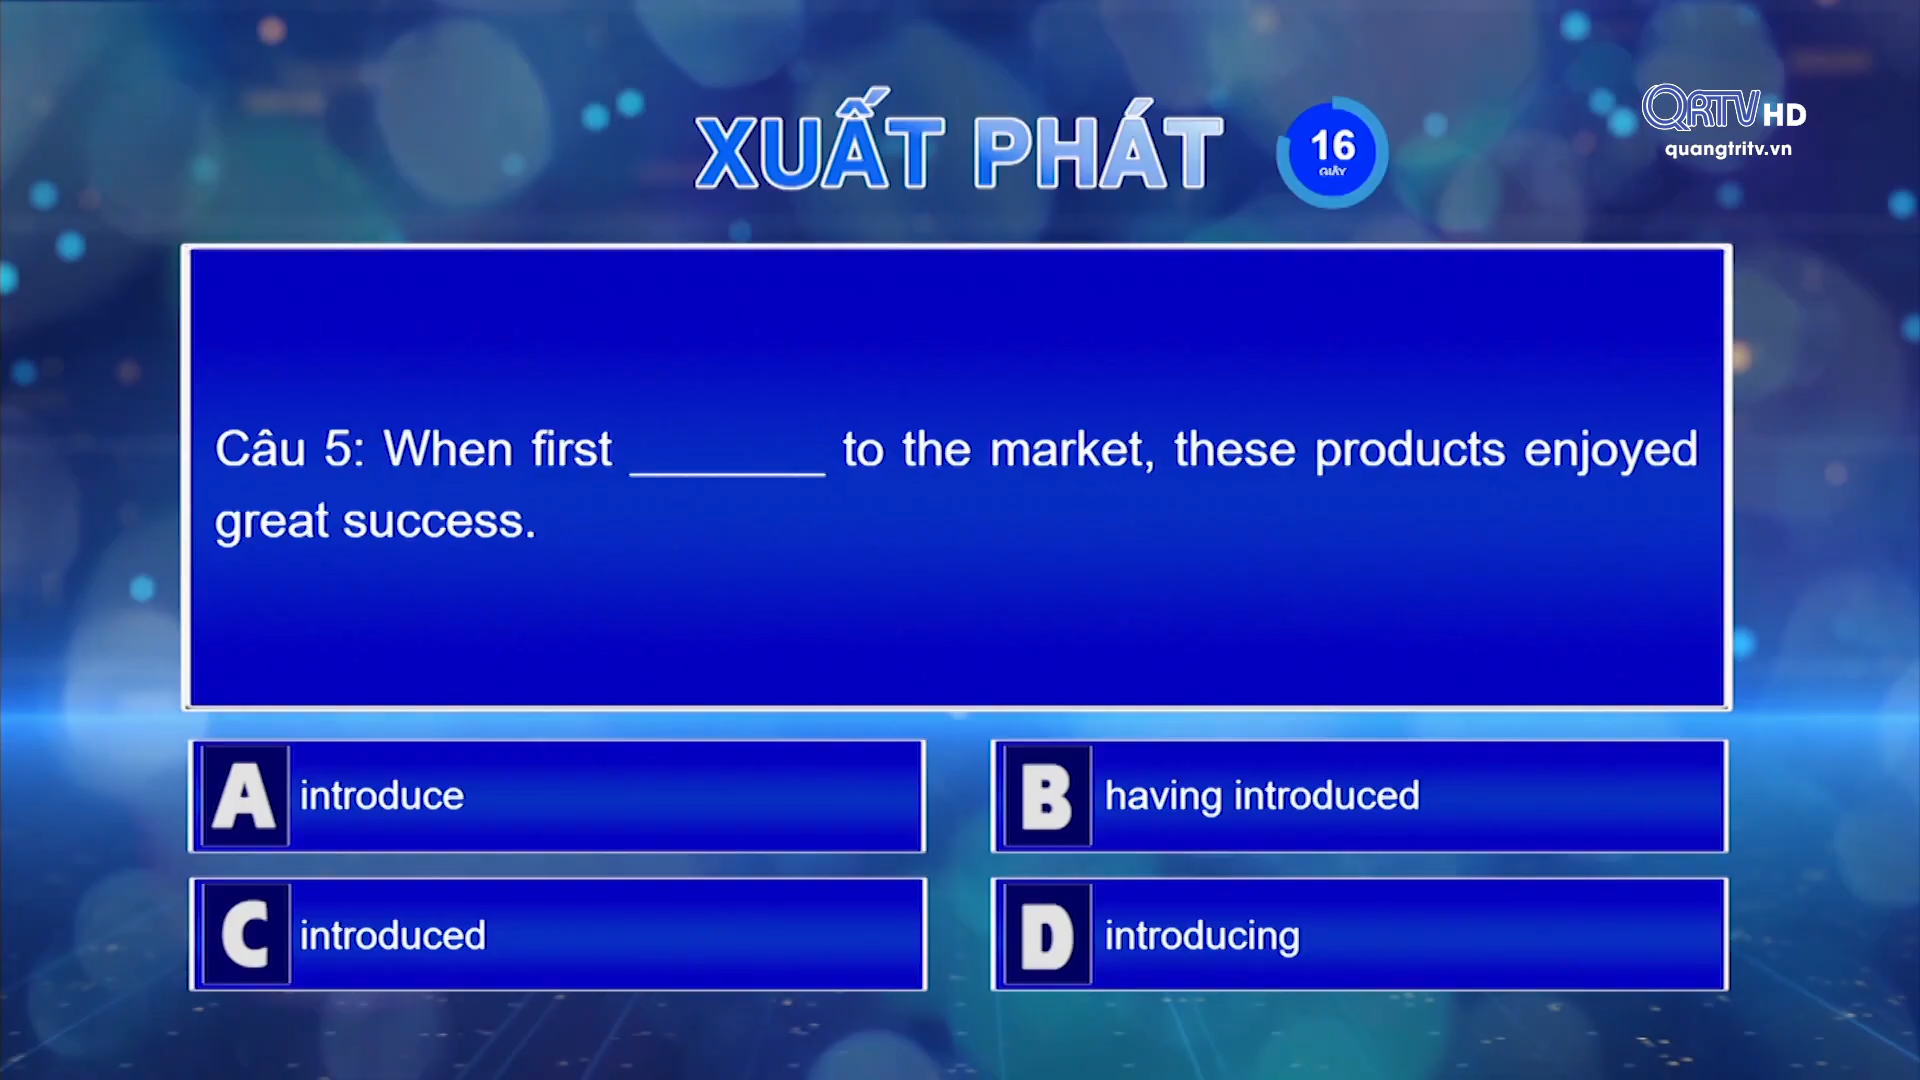 XUẤT PHÁT
16
GIÂY
QRTV HD
quangtritv.vn
Câu 5: When first ________ to the market, these products enjoyed
great success.
A introduce
B having introduced
C introduced
D introducing